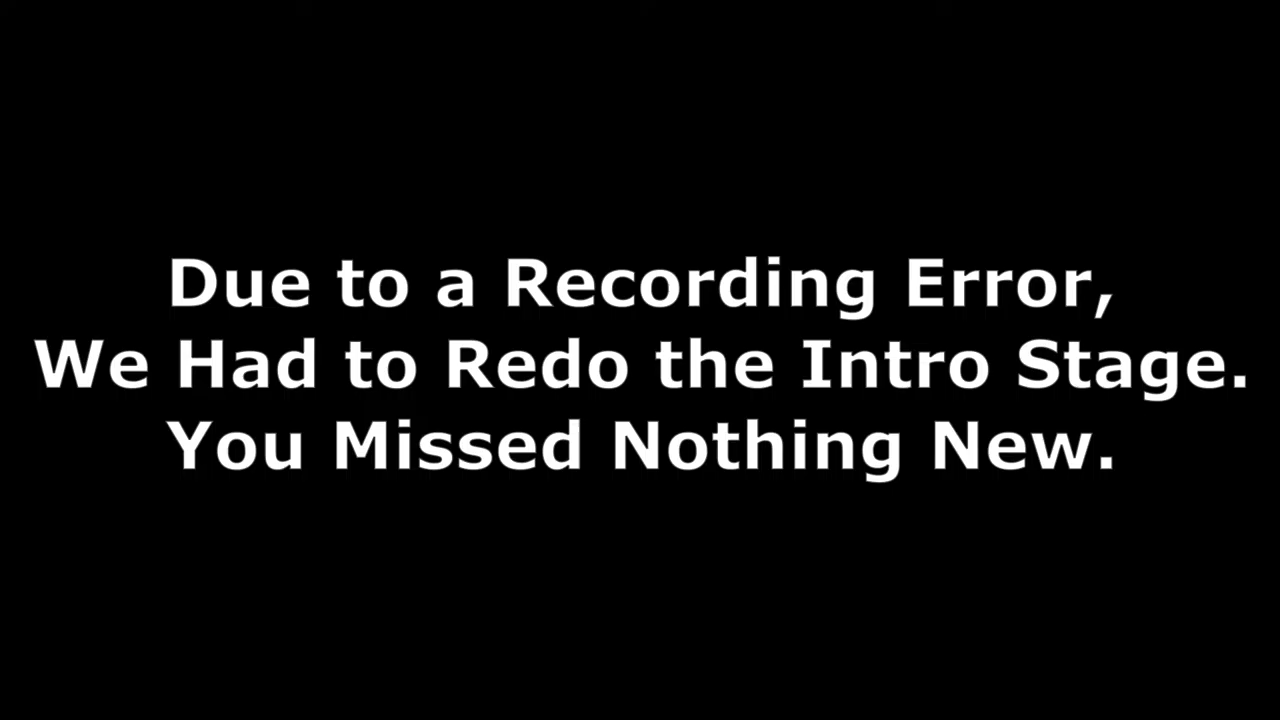 Due to a Recording Error,
We Had to Redo the Intro Stage.
You Missed Nothing New.